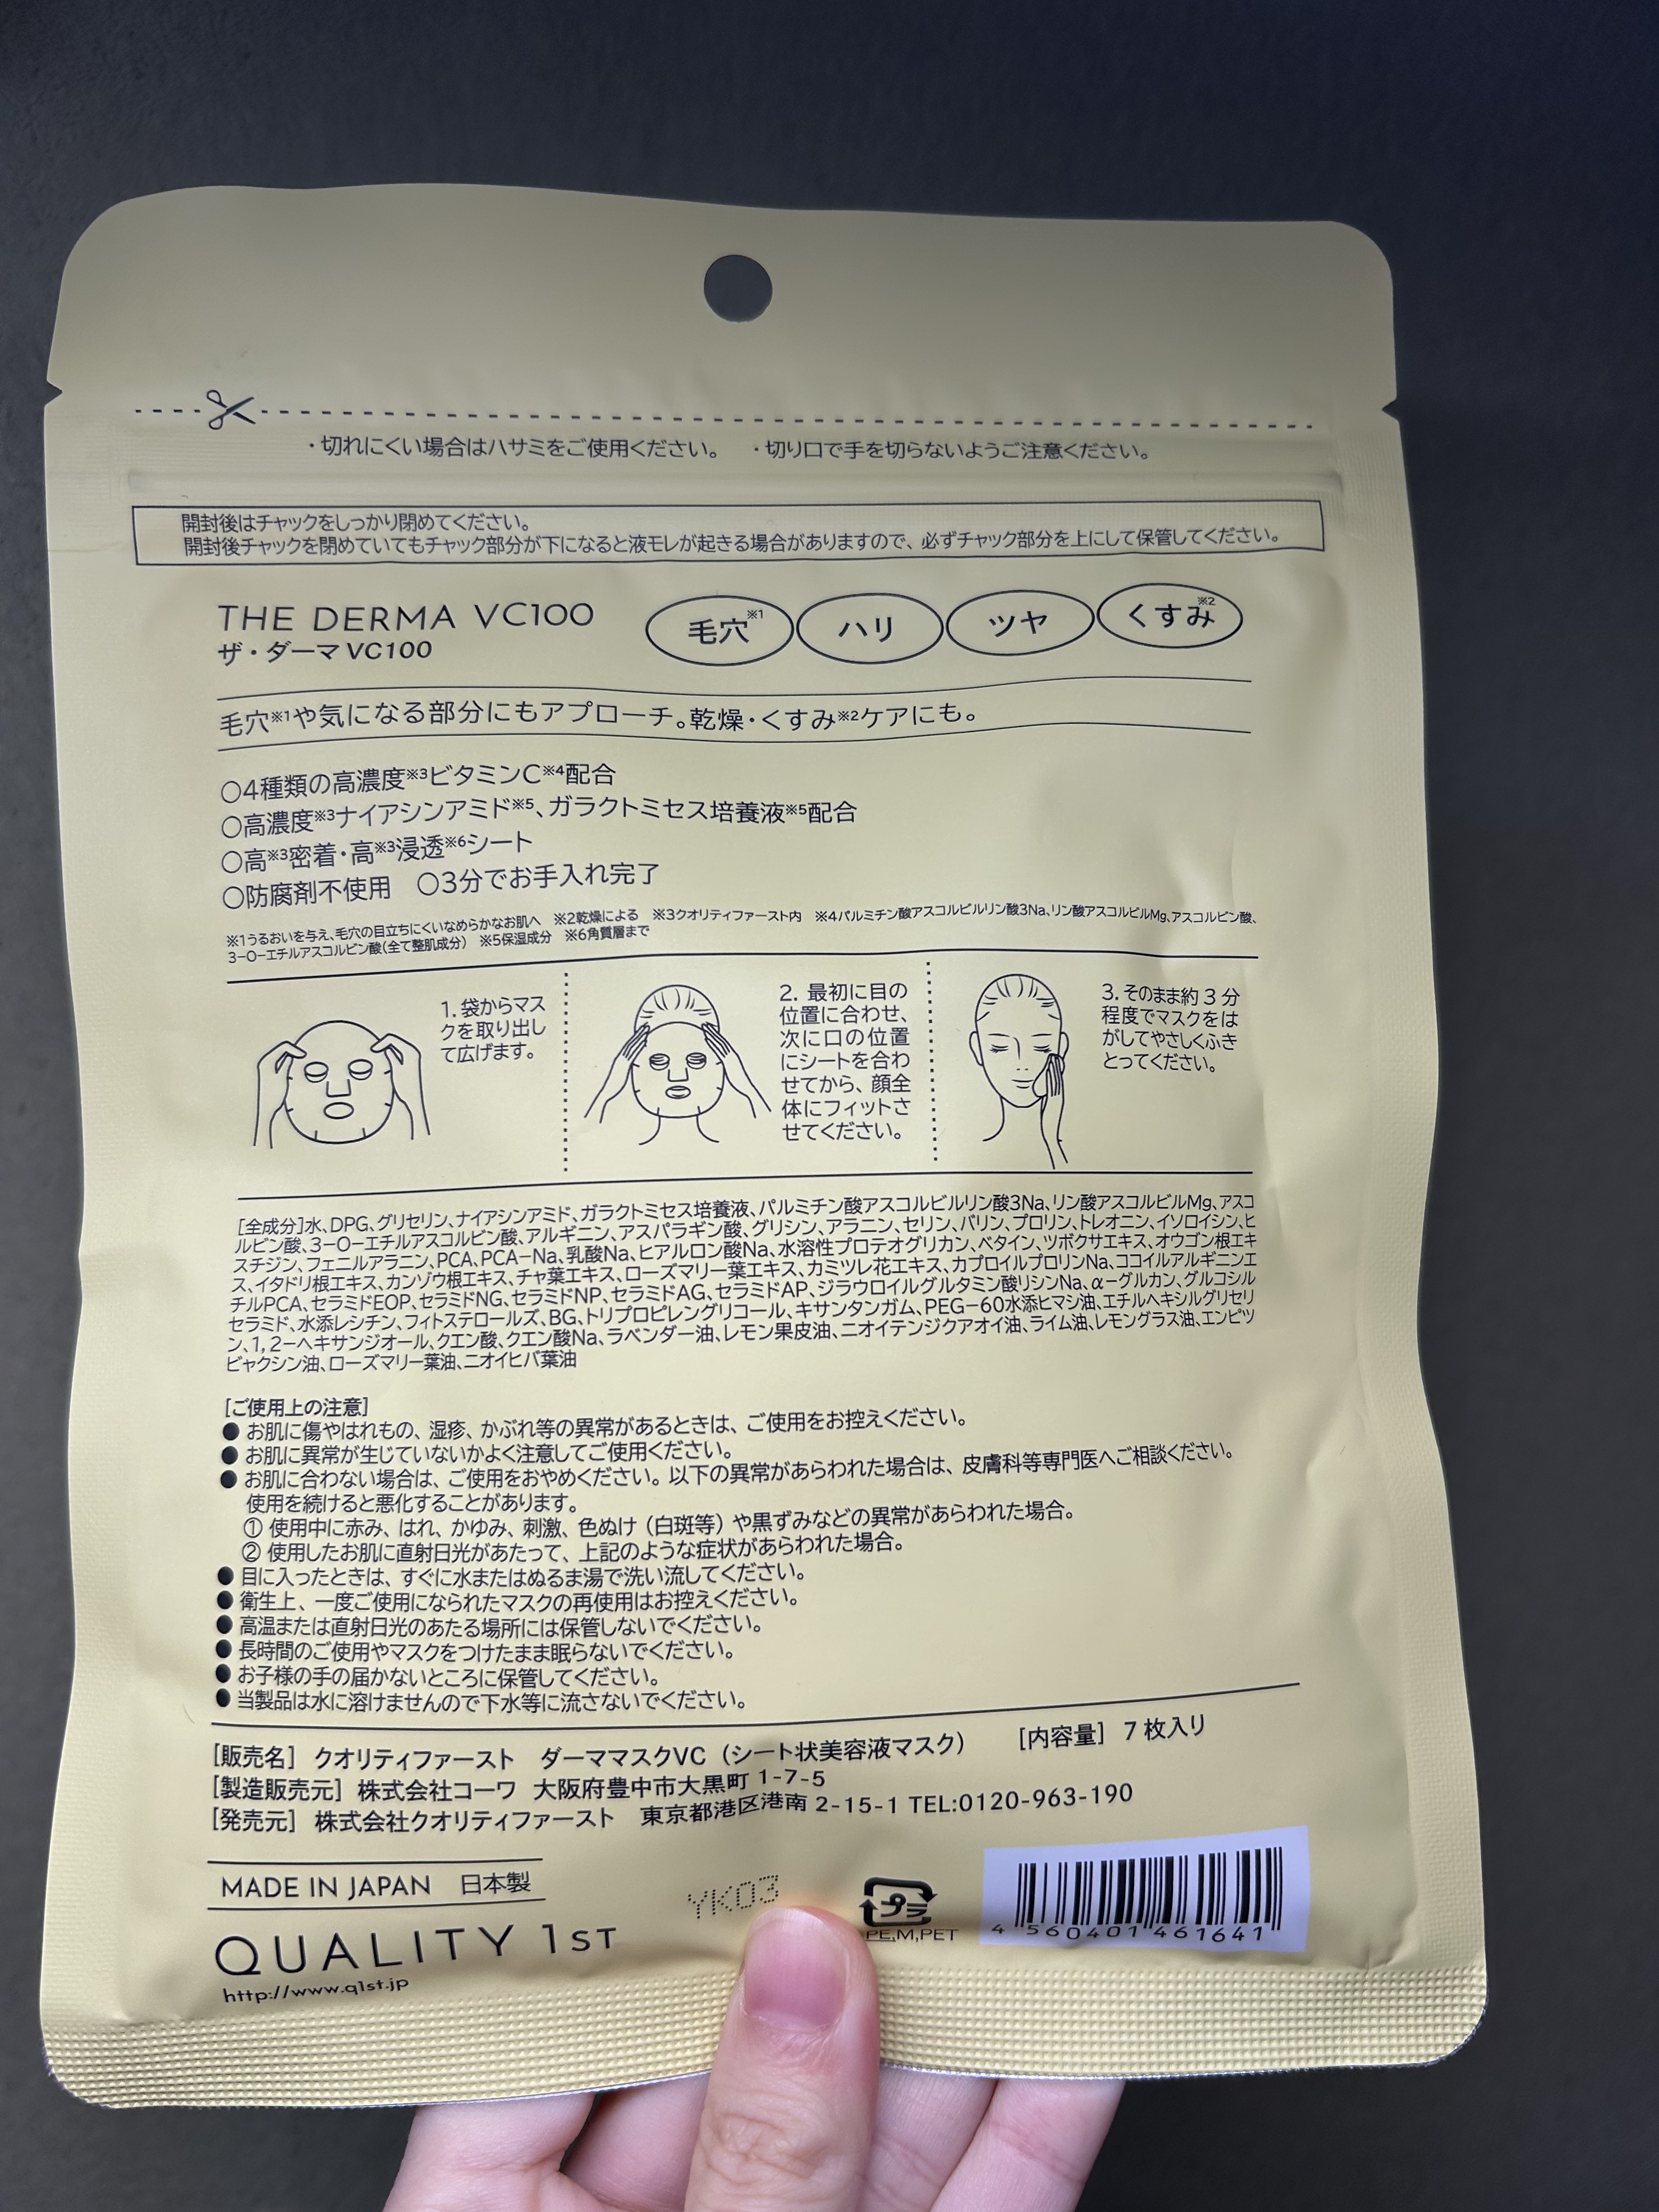 ・切れにくい場合はハサミをご使用ください。 ・切り口で手を切らないようご注意ください。
開封後はチャックをしっかり閉めてください。
開封後チャックを閉めていてもチャック部分が下になると液モレが起きる場合がありますので、必ずチャック部分を上にして保管してください。
THE DERMA VC100
ザ・ダーマ VC100
毛穴※1 ハリ ツヤ くすみ※2
毛穴※1や気になる部分にもアプローチ。乾燥・くすみ※2ケアにも。
○4種類の高濃度※3ビタミンC※4配合
○高濃度※3ナイアシンアミド※5、ガラクトミセス培養液※5配合
○高※3密着・高※3浸透※6シート
○防腐剤不使用 ○3分でお手入れ完了
※1うるおいを与え、毛穴の目立ちにくいなめらかなお肌へ ※2乾燥による ※3クオリティファースト内 ※4パルミチン酸アスコルビルリン酸3Na、リン酸アスコルビルMg、アスコルビン酸、
3-O-エチルアスコルビン酸(全て整肌成分) ※5保湿成分 ※6角質層まで
1. 袋からマス
クを取り出し
て広げます。
2. 最初に目の
位置に合わせ、
次に口の位置
にシートを合わ
せてから、顔全
体にフィットさ
せてください。
3. そのまま約3分
程度でマスクをは
がしてやさしくふき
とってください。
[全成分]水、DPG、グリセリン、ナイアシンアミド、ガラクトミセス培養液、パルミチン酸アスコルビルリン酸3Na、リン酸アスコルビルMg、アスコ
ルビン酸、3-O-エチルアスコルビン酸、アルギニン、アスパラギン酸、グリシン、アラニン、セリン、バリン、プロリン、トレオニン、イソロイシン、ヒ
スチジン、フェニルアラニン、PCA、PCA-Na、乳酸Na、ヒアルロン酸Na、水溶性プロテオグリカン、ベタイン、ツボクサエキス、オウゴン根エキ
ス、イタドリ根エキス、カンゾウ根エキス、チャ葉エキス、ローズマリー葉エキス、カミツレ花エキス、カプロイルプロリンNa、ココイルアルギニンエ
チルPCA、セラミドEOP、セラミドNG、セラミドNP、セラミドAG、セラミドAP、ジラウロイルグルタミン酸リシンNa、α-グルカン、グルコシル
セラミド、水添レシチン、フィトステロールズ、BG、トリプロピレングリコール、キサンタンガム、PEG-60水添ヒマシ油、エチルヘキシルグリセリ
ン、1,2-ヘキサンジオール、クエン酸、クエン酸Na、ラベンダー油、レモン果皮油、ニオイテンジクアオイ油、ライム油、レモングラス油、エンピツ
ビャクシン油、ローズマリー葉油、ニオイヒバ葉油
[ご使用上の注意]
● お肌に傷やはれもの、湿疹、かぶれ等の異常があるときは、ご使用をお控えください。
● お肌に異常が生じていないかよく注意してご使用ください。
● お肌に合わない場合は、ご使用をおやめください。以下の異常があらわれた場合は、皮膚科等専門医へご相談ください。
使用を続けると悪化することがあります。
① 使用中に赤み、はれ、かゆみ、刺激、色ぬけ(白斑等)や黒ずみなどの異常があらわれた場合。
② 使用したお肌に直射日光があたって、上記のような症状があらわれた場合。
● 目に入ったときは、すぐに水またはぬるま湯で洗い流してください。
● 衛生上、一度ご使用になられたマスクの再使用はお控えください。
● 高温または直射日光のあたる場所には保管しないでください。
● 長時間のご使用やマスクをつけたまま眠らないでください。
● お子様の手の届かないところに保管してください。
● 当製品は水に溶けませんので下水等に流さないでください。
[販売名] クオリティファースト ダーママスクVC(シート状美容液マスク) [内容量] 7枚入り
[製造販売元] 株式会社コーワ 大阪府豊中市大黒町 1-7-5
[発売元] 株式会社クオリティファースト 東京都港区港南 2-15-1 TEL:0120-963-190
MADE IN JAPAN 日本製
QUALITY 1ST
http://www.q1st.jp
YK03
プラ
PE,M,PET
4 560401 461641